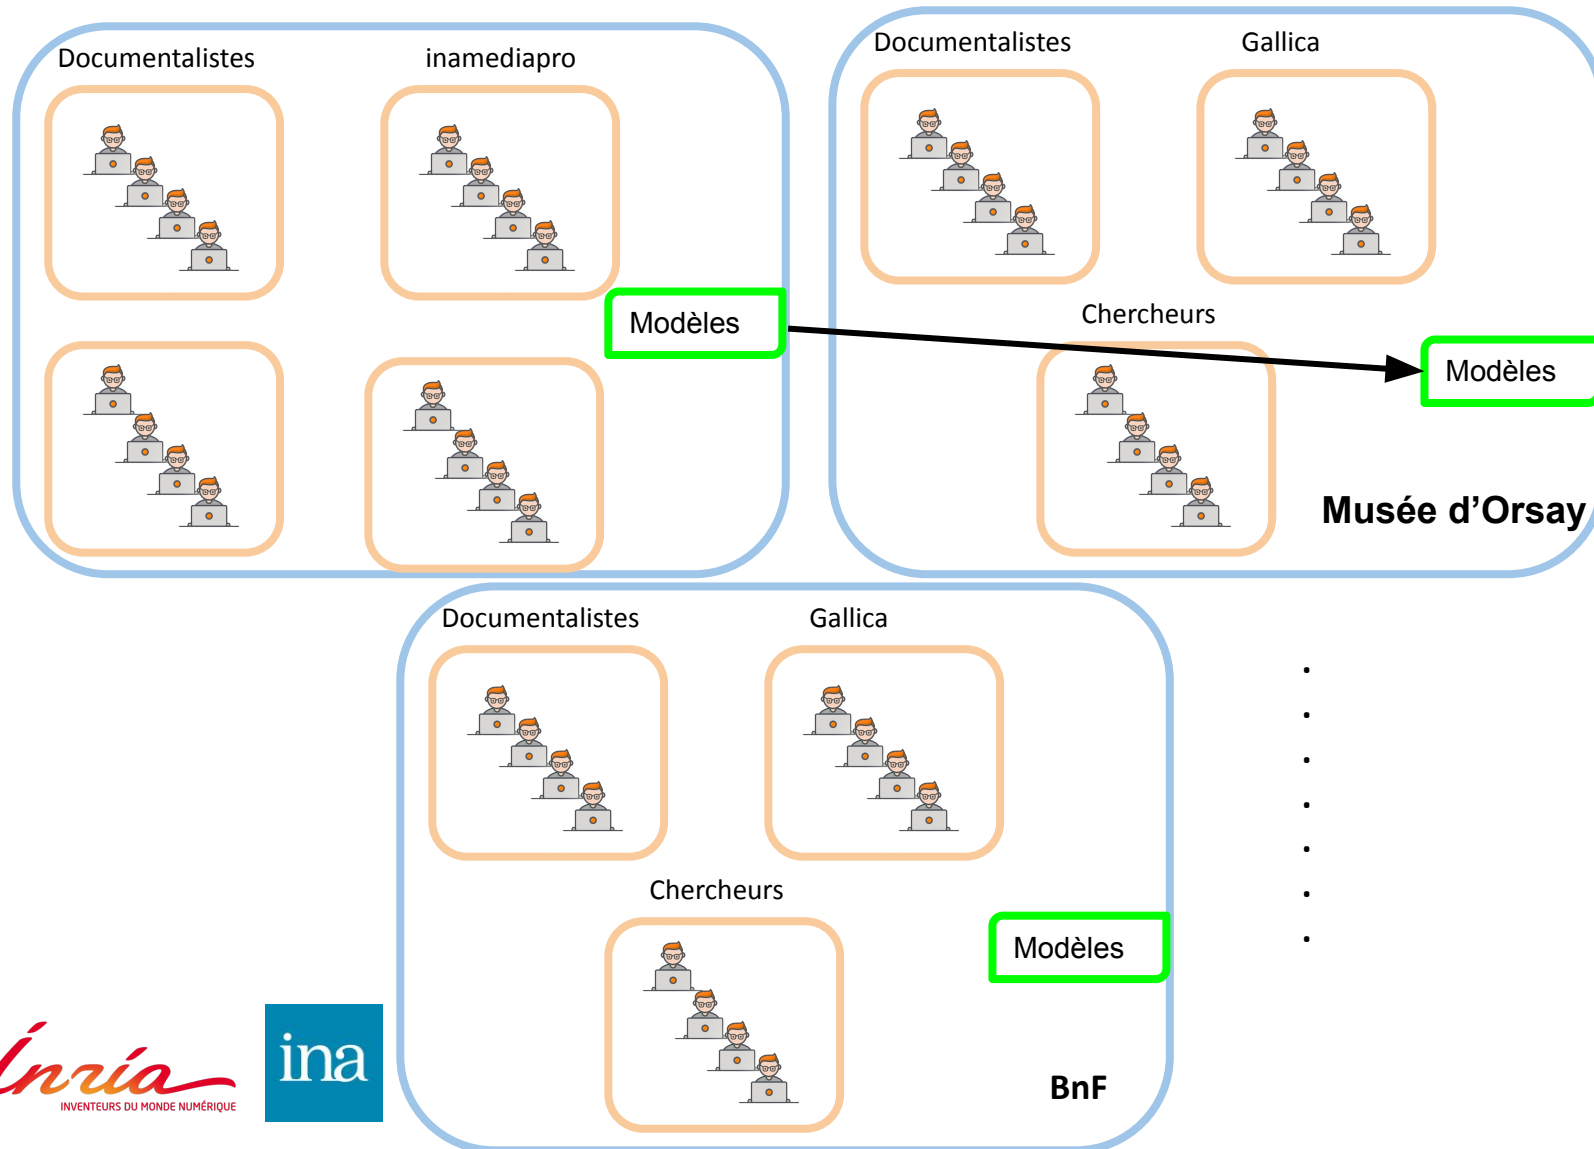 Documentalistes
inamediapro
Modèles
Documentalistes
Gallica
Chercheurs
Modèles
Musée d’Orsay
Documentalistes
Gallica
Chercheurs
Modèles
BnF
.
.
.
.
.
.
.
Inría
INVENTEURS DU MONDE NUMÉRIQUE
ina